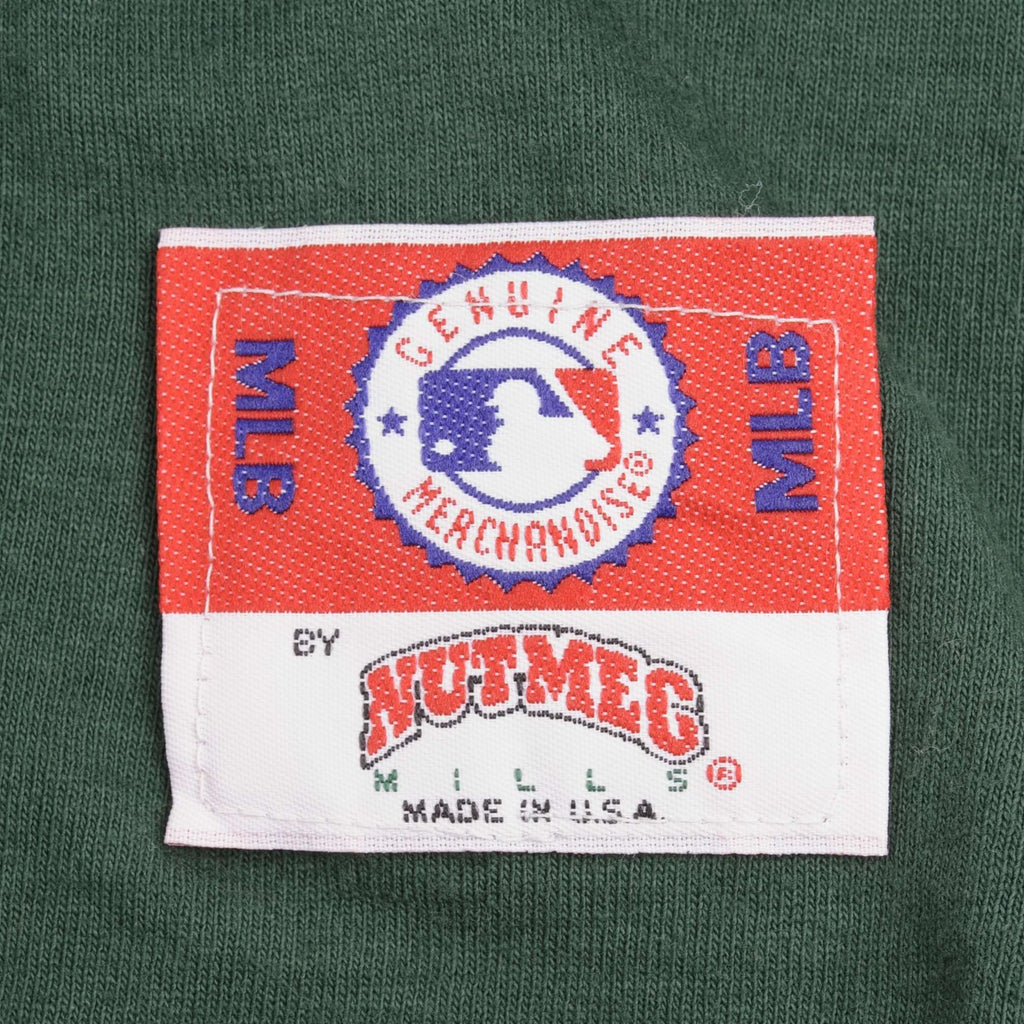 GENUINE
MLB
MLB
MERCHANDISE®
BY
NUTMEG
MILLS®
MADE IN U.S.A.